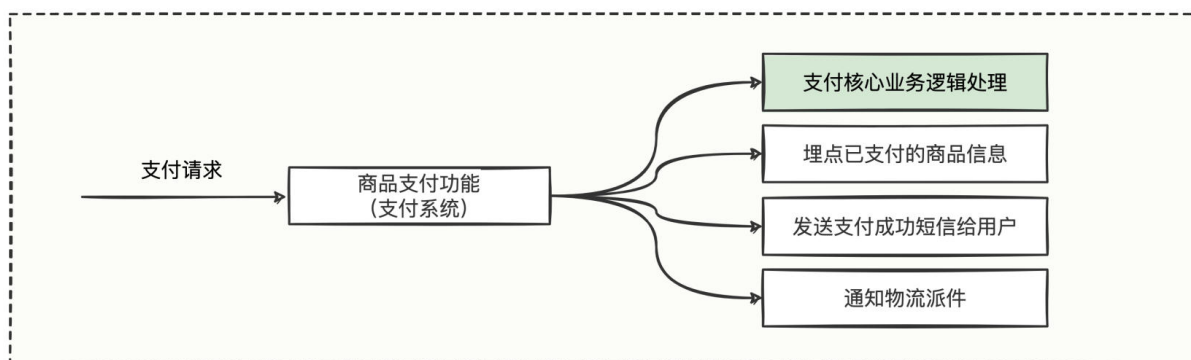 支付请求
商品支付功能
（支付系统）
支付核心业务逻辑处理
埋点已支付的商品信息
发送支付成功短信给用户
通知物流派件